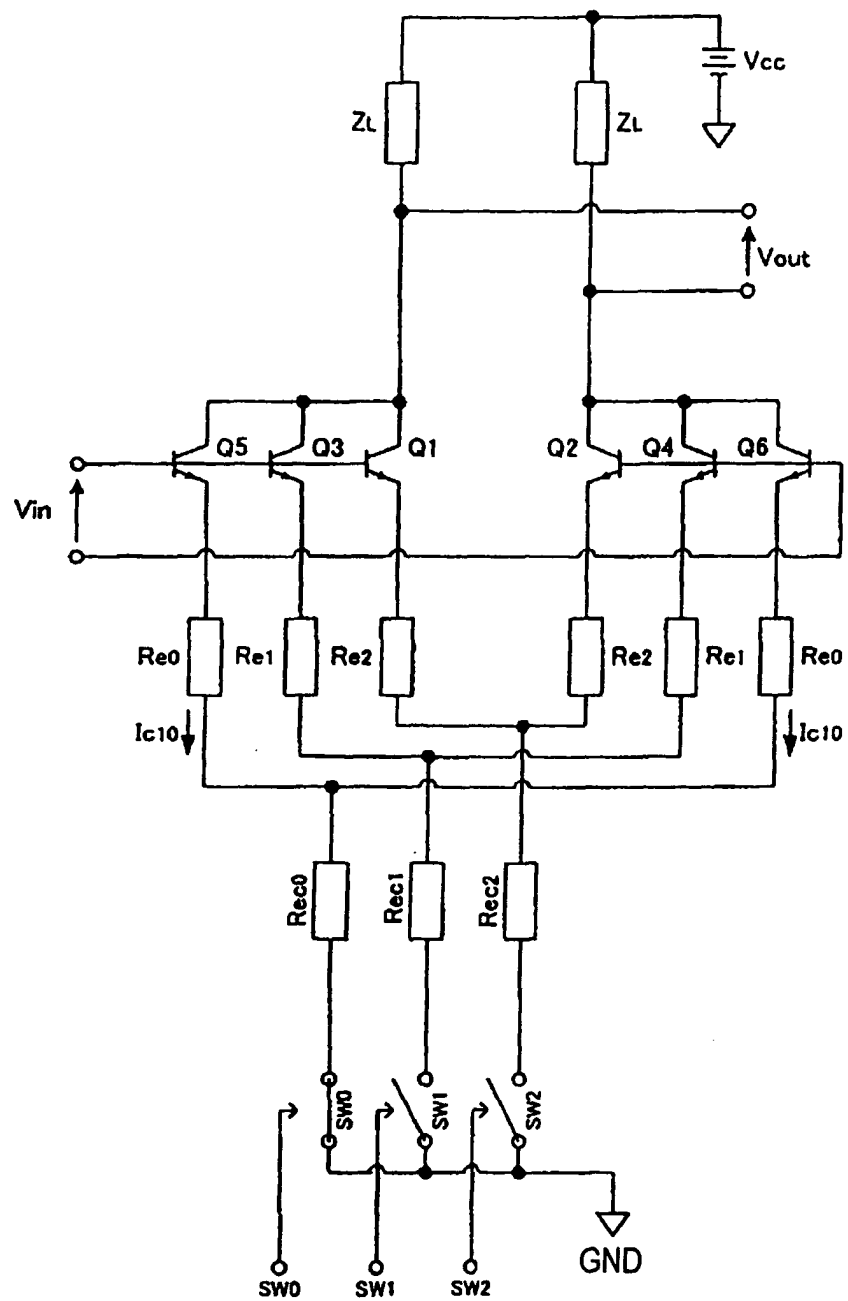 Vcc
ZL ZL
Vout
Q5 Q3 Q1 Q2 Q4 Q6
Vin
Re0 Re1 Re2 Re2 Re1 Re0
Ic10 Ic10
Rec0 Rec1 Rec2
SW0 SW1 SW2
GND
SW0 SW1 SW2